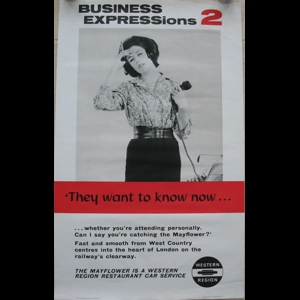 BUSINESS
EXPRESSions 2
'They want to know now...
...whether you're attending personally.
Can I say you're catching the Mayflower?'
Fast and smooth from West Country
centres into the heart of London on the
railway's clearway.
THE MAYFLOWER IS A WESTERN
REGION RESTAURANT CAR SERVICE
WESTERN
REGION